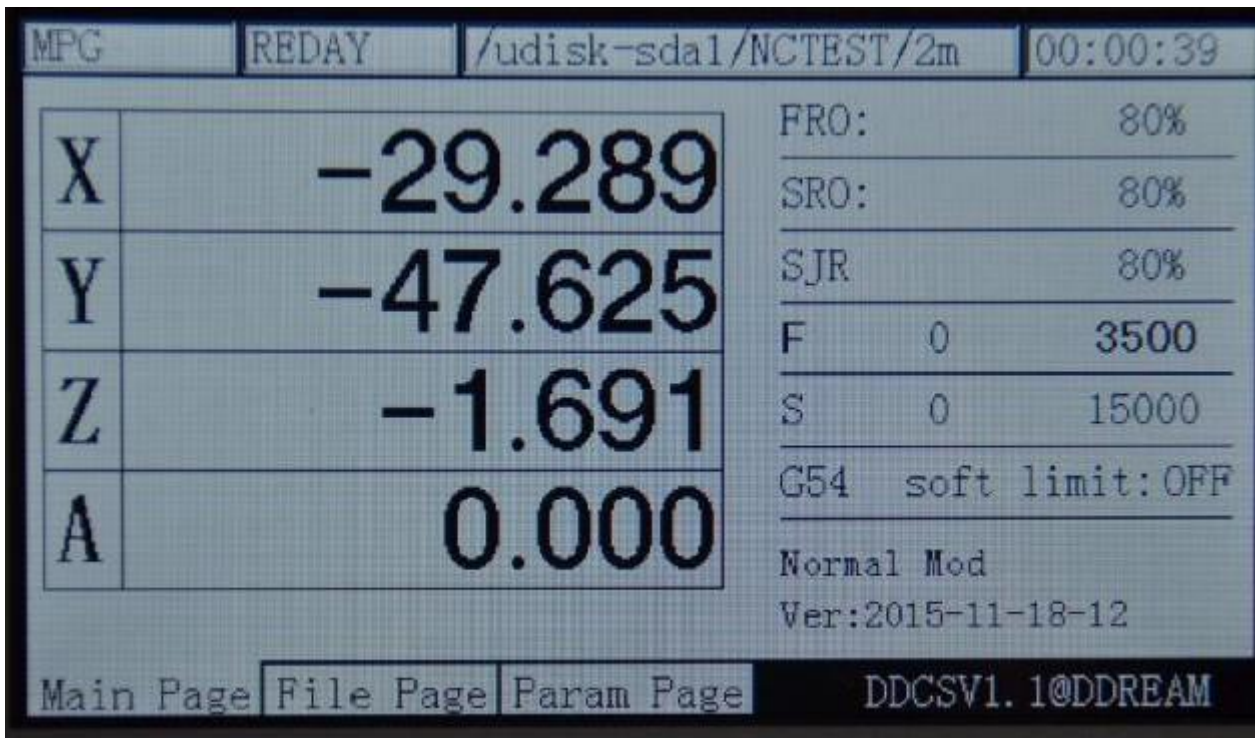 MPG REDAY /udisk-sda1/NCTEST/2m 00:00:39
X -29.289
Y -47.625
Z -1.691
A 0.000
FRO: 80%
SRO: 80%
SJR 80%
F 0 3500
S 0 15000
G54 soft limit:OFF
Normal Mod
Ver:2015-11-18-12
Main Page File Page Param Page DDCSV1.1@DDREAM